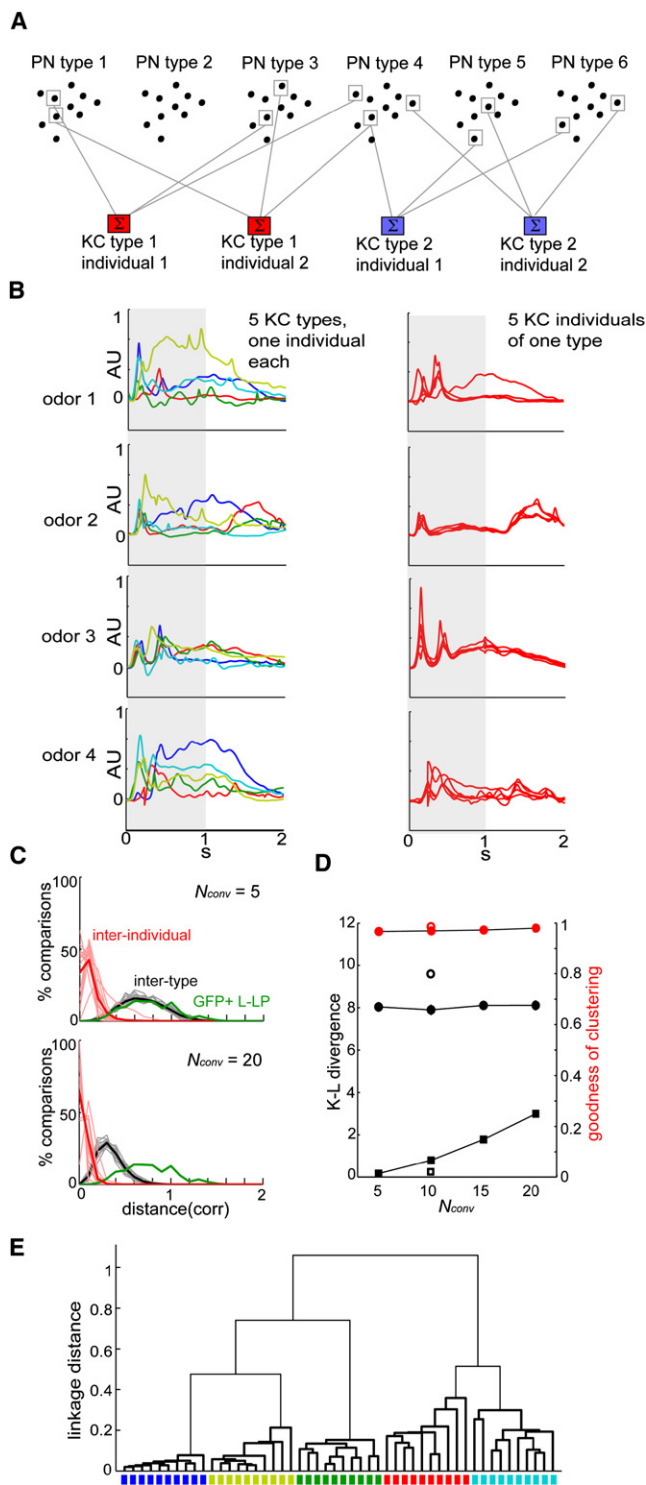 A
PN type 1 PN type 2 PN type 3 PN type 4 PN type 5 PN type 6
Σ Σ Σ Σ
KC type 1 KC type 1 KC type 2 KC type 2
individual 1 individual 2 individual 1 individual 2
B
5 KC types,
one individual
each
5 KC individuals
of one type
1
AU
0
odor 1
1
AU
0
odor 2
1
AU
0
odor 3
1
AU
0
odor 4
0 1 2
s
0 1 2
C
100
Nconv = 5
inter-individual
50
inter-type
GFP+ L-LP
% comparisons
0
100
Nconv = 20
50
% comparisons
0
0 1 2
distance(corr)
D
12 1
10 0.8
8
0.6
6
0.4
4
2 0.2
0 0
K-L divergence
goodness of clustering
5 10 15 20
Nconv
E
1
0.8
0.6
0.4
0.2
0
linkage distance